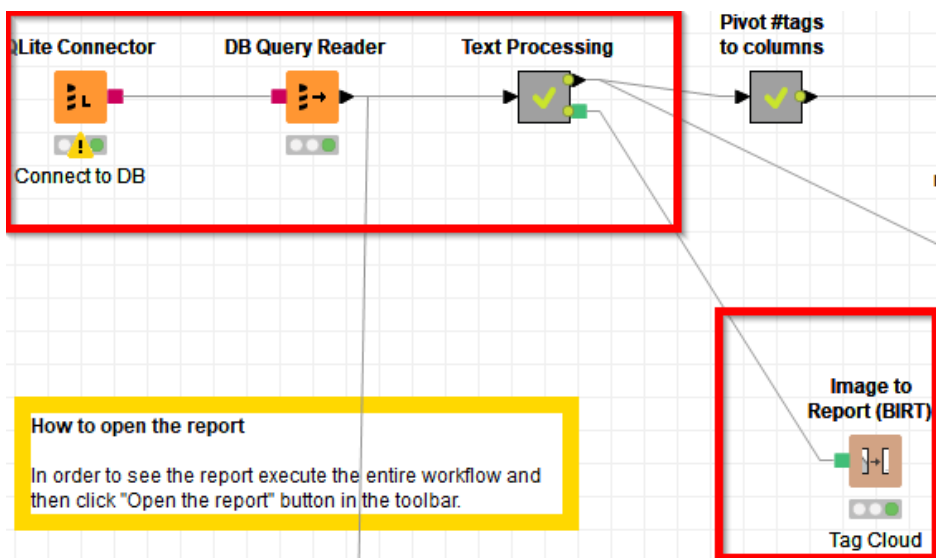 QLite Connector
DB Query Reader
Text Processing
Pivot #tags
to columns
L
!
Connect to DB
How to open the report
In order to see the report execute the entire workflow and
then click "Open the report" button in the toolbar.
Image to
Report (BIRT)
Tag Cloud